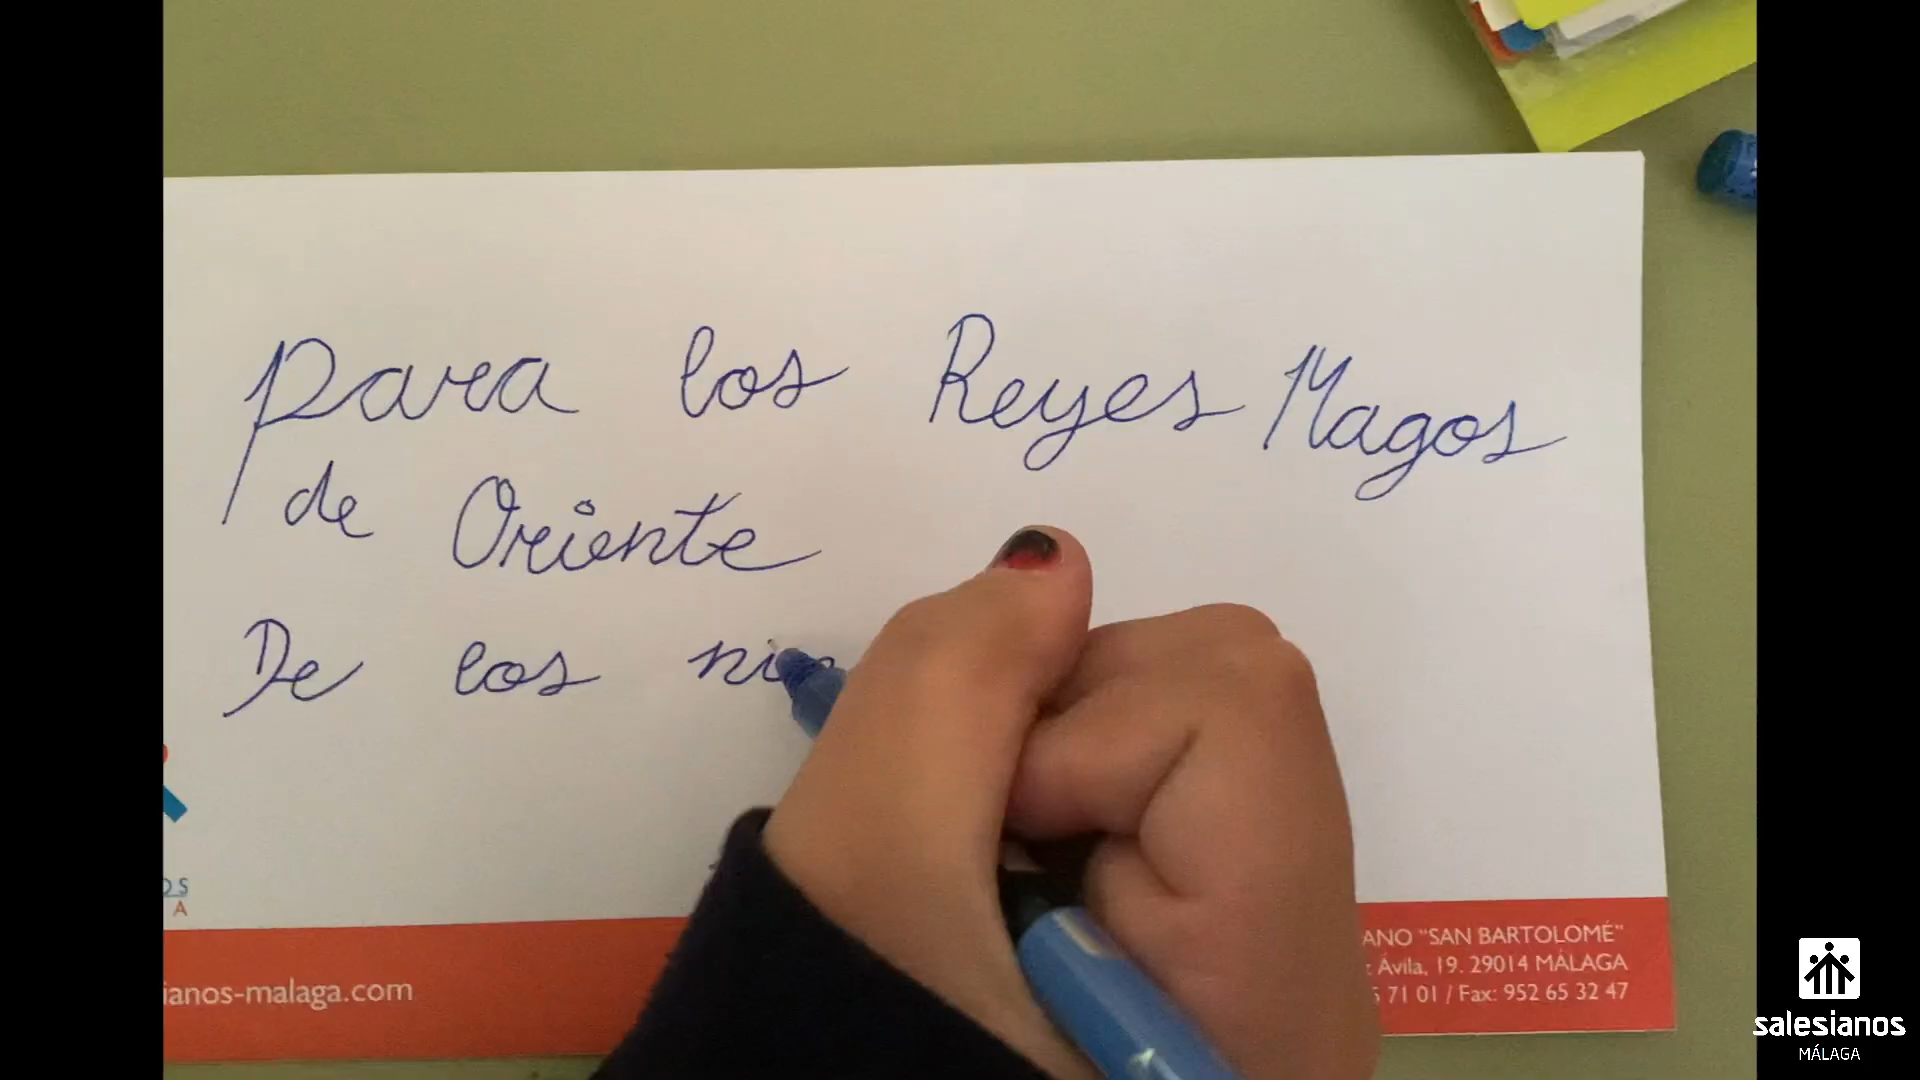 Para los Reyes Magos
de Oriente
De los
OS
A
ianos-malaga.com
ANO "SAN BARTOLOMÉ"
Ávila, 19. 29014 MÁLAGA
71 01 / Fax: 952 65 32 47
salesianos
MÁLAGA